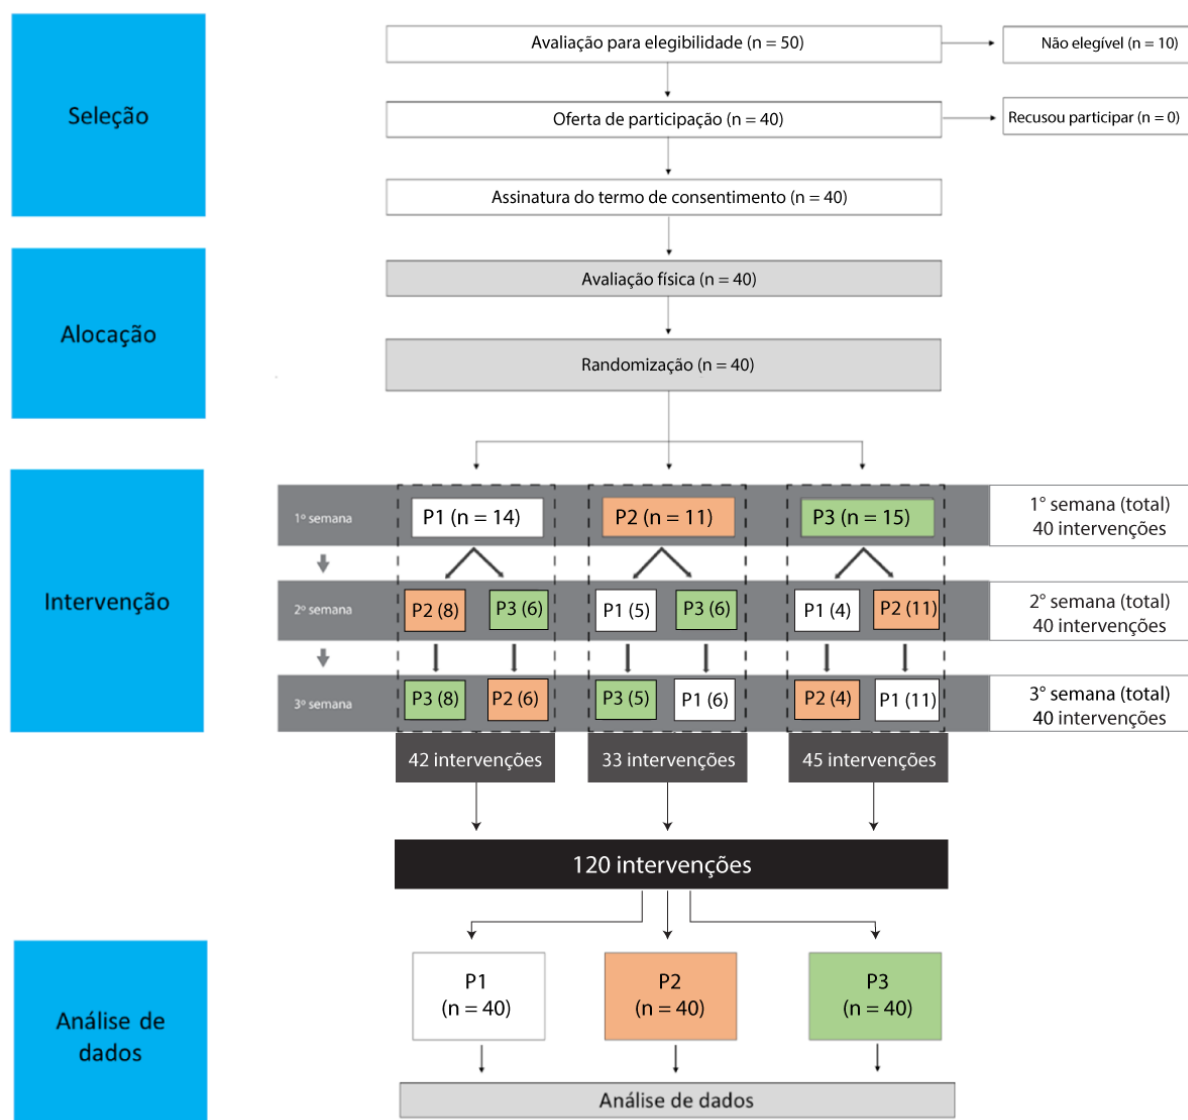 Seleção
Avaliação para elegibilidade (n = 50)
Não elegível (n = 10)
Oferta de participação (n = 40)
Recusou participar (n = 0)
Assinatura do termo de consentimento (n = 40)
Alocação
Avaliação física (n = 40)
Randomização (n = 40)
Intervenção
1º semana
P1 (n = 14)
P2 (n = 11)
P3 (n = 15)
1° semana (total)
40 intervenções
2º semana
P2 (8)
P3 (6)
P1 (5)
P3 (6)
P1 (4)
P2 (11)
2° semana (total)
40 intervenções
3º semana
P3 (8)
P2 (6)
P3 (5)
P1 (6)
P2 (4)
P1 (11)
3° semana (total)
40 intervenções
42 intervenções
33 intervenções
45 intervenções
120 intervenções
Análise de
dados
P1
(n = 40)
P2
(n = 40)
P3
(n = 40)
Análise de dados